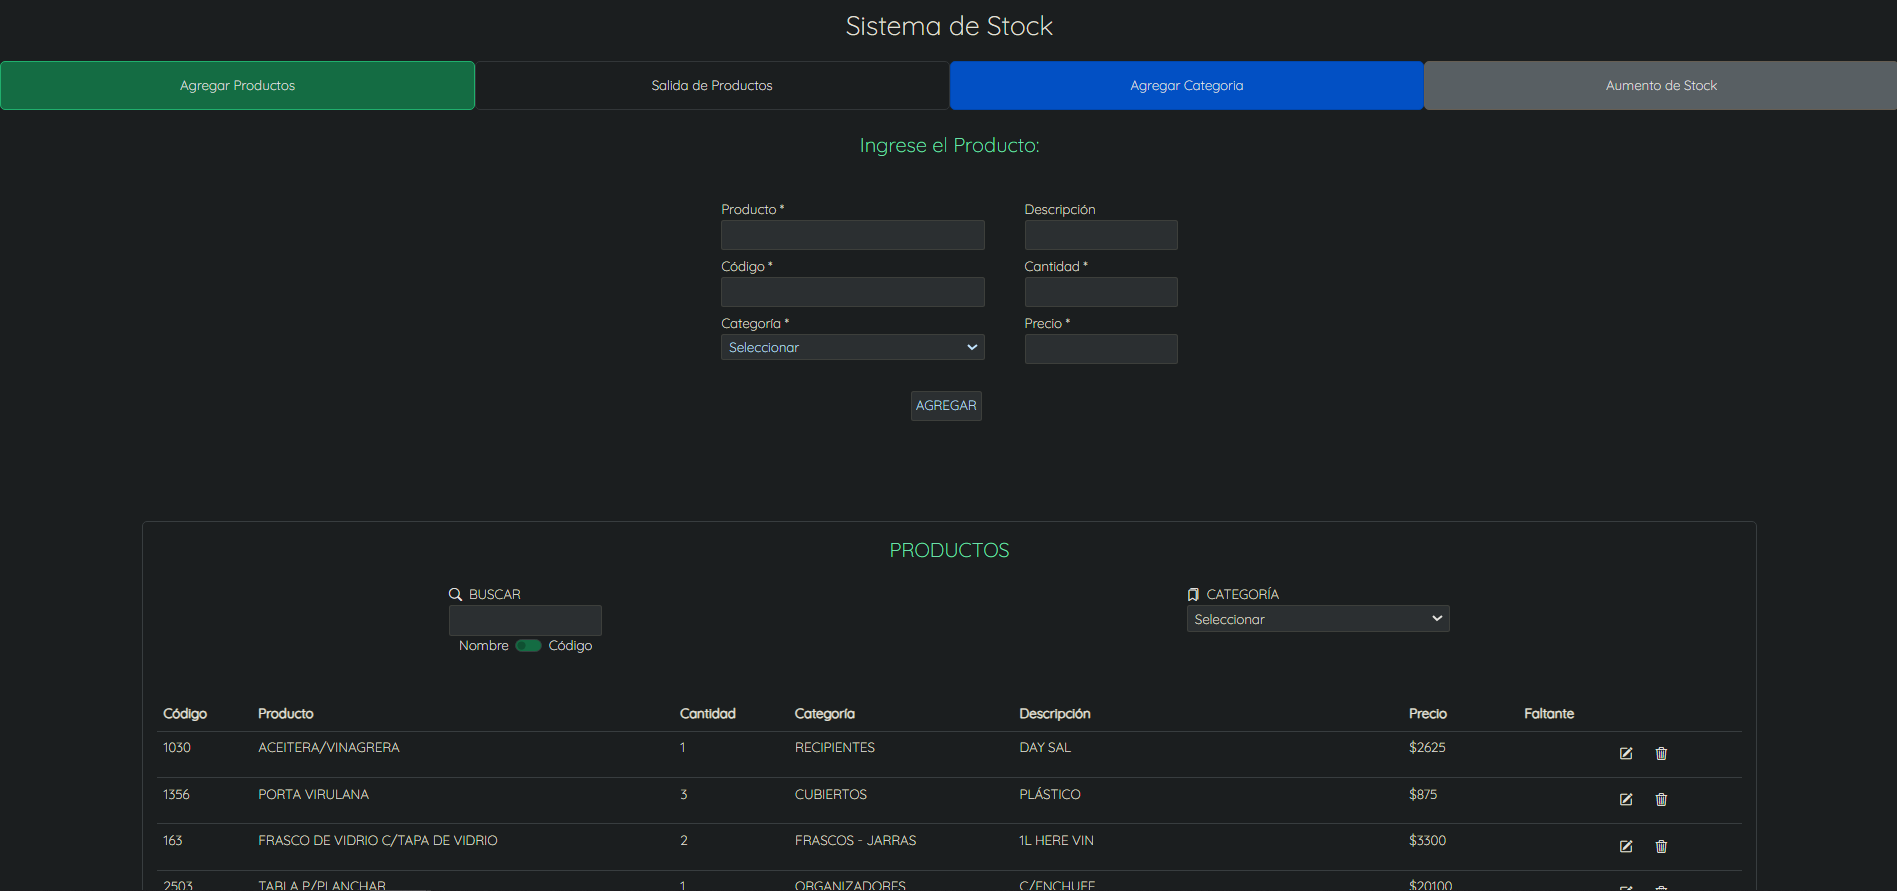 Sistema de Stock
Agregar Productos Salida de Productos Agregar Categoria Aumento de Stock
Ingrese el Producto:
Producto * Descripción
Código * Cantidad *
Categoría * Precio *
Seleccionar
AGREGAR
PRODUCTOS
BUSCAR CATEGORÍA
Seleccionar
Nombre Código
Código Producto Cantidad Categoría Descripción Precio Faltante
1030 ACEITERA/VINAGRERA 1 RECIPIENTES DAY SAL $2625
1356 PORTA VIRULANA 3 CUBIERTOS PLÁSTICO $875
163 FRASCO DE VIDRIO C/TAPA DE VIDRIO 2 FRASCOS - JARRAS 1L HERE VIN $3300
2503 TABLA P/PLANCHAR 1 ORGANIZADORES C/ENCHUFE $20100